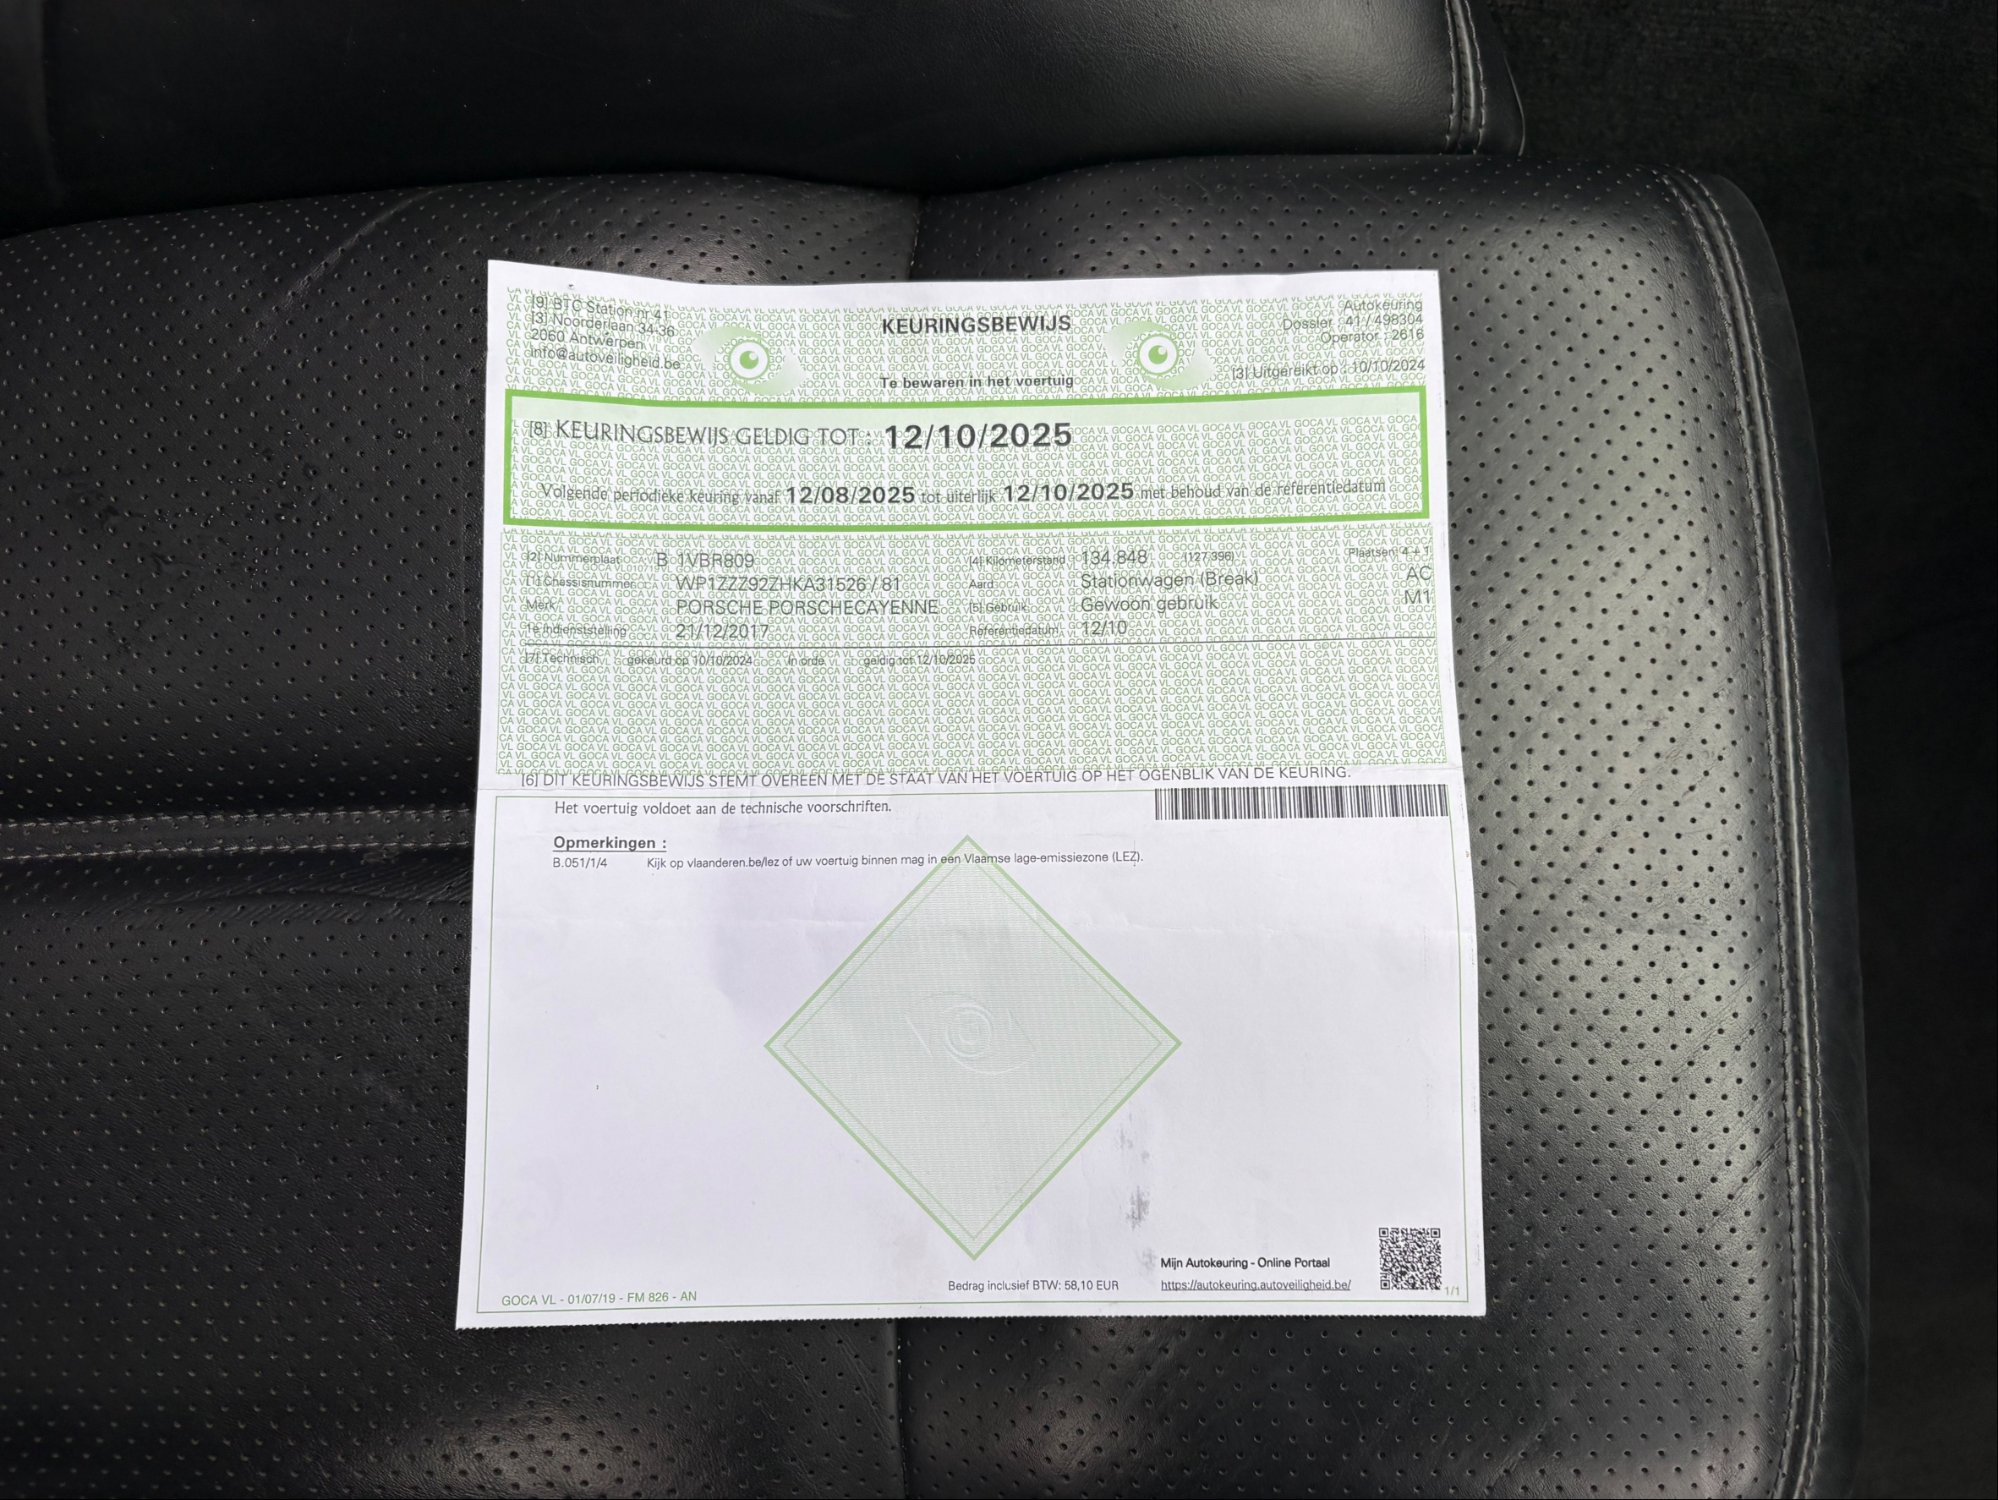 [9] BTC Station nr 41
[3] Noorderlaan 34-36
2060 Antwerpen
info@autoveiligheid.be
KEURINGSBEWIJS
Te bewaren in het voertuig
Autokeuring
Dossier : 41 / 498304
Operator : 2616
[3] Uitgereikt op : 10/10/2024
[8] KEURINGSBEWIJS GELDIG TOT : 12/10/2025
Volgende periodieke keuring vanaf 12/08/2025 tot uiterlijk 12/10/2025 met behoud van de referentiedatum
[2] Nummerplaat B 1VBR809 [4] Kilometerstand : 134.848 (127.396) Plaatsen: 4 + 1
[1] Chassisnummer WP1ZZZ92ZHKA31526 / 81 Aard Stationwagen (Break) AC
Merk PORSCHE PORSCHECAYENNE [5] Gebruik Gewoon gebruik M1
1e Indienststelling 21/12/2017 Referentiedatum 12/10
[7] Technisch gekeurd op 10/10/2024 In orde geldig tot 12/10/2025
[6] DIT KEURINGSBEWIJS STEMT OVEREEN MET DE STAAT VAN HET VOERTUIG OP HET OGENBLIK VAN DE KEURING.
Het voertuig voldoet aan de technische voorschriften.
Opmerkingen :
B.051/1/4 Kijk op vlaanderen.be/lez of uw voertuig binnen mag in een Vlaamse lage-emissiezone (LEZ).
Mijn Autokeuring - Online Portaal
Bedrag inclusief BTW: 58,10 EUR https://autokeuring.autoveiligheid.be/
GOCA VL - 01/07/19 - FM 826 - AN
1/1